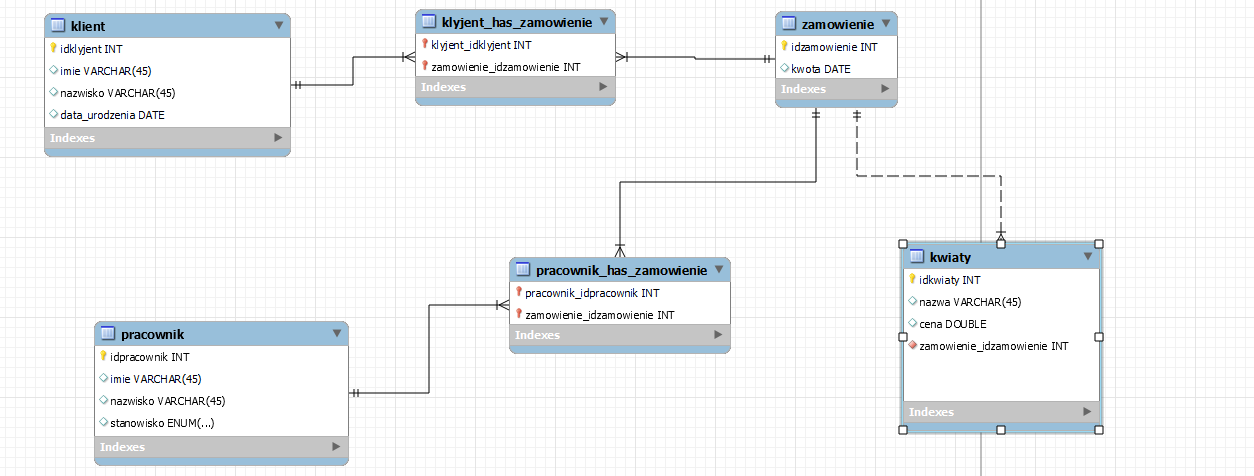 klient
idklyjent INT
imie VARCHAR(45)
nazwisko VARCHAR(45)
data_urodzenia DATE
Indexes
klyjent_has_zamowienie
klyjent_idklyjent INT
zamowienie_idzamowienie INT
Indexes
zamowienie
idzamowienie INT
kwota DATE
Indexes
pracownik_has_zamowienie
pracownik_idpracownik INT
zamowienie_idzamowienie INT
Indexes
kwiaty
idkwiaty INT
nazwa VARCHAR(45)
cena DOUBLE
zamowienie_idzamowienie INT
Indexes
pracownik
idpracownik INT
imie VARCHAR(45)
nazwisko VARCHAR(45)
stanowisko ENUM(...)
Indexes